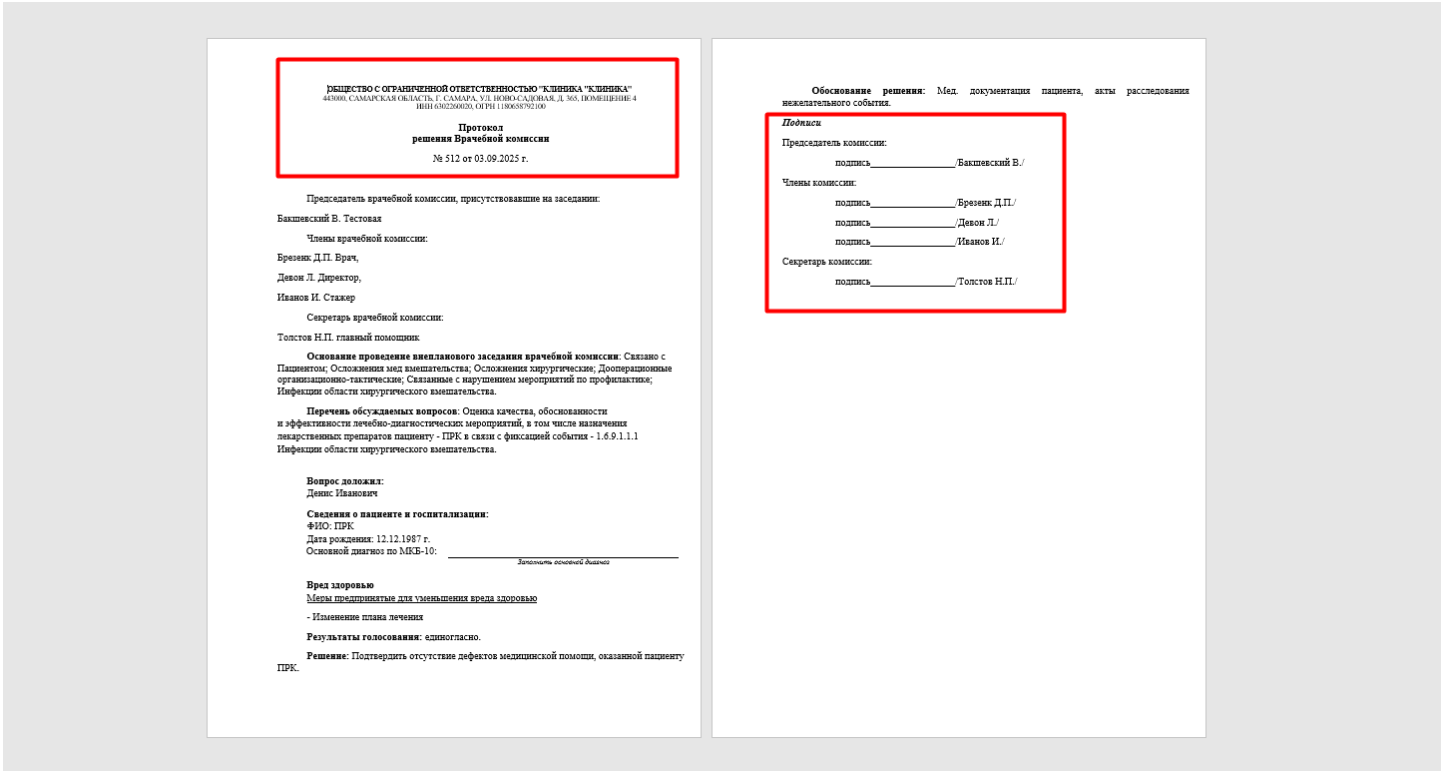 ОБЩЕСТВО С ОГРАНИЧЕННОЙ ОТВЕТСТВЕННОСТЬЮ "КЛИНИКА "КЛИНИКА"
443000, САМАРСКАЯ ОБЛАСТЬ, Г. САМАРА, УЛ. НОВО-САДОВАЯ, Д. 365, ПОМЕЩЕНИЕ 4
ИНН 6302260020, ОГРН 1180658792100
Протокол
решения Врачебной комиссии
№ 512 от 03.09.2025 г.
Председатель врачебной комиссии, присутствовавшие на заседании:
Бакшевский В. Тестовая
Члены врачебной комиссии:
Брезенк Д.П. Врач,
Девон Л. Директор,
Иванов И. Стажер
Секретарь врачебной комиссии:
Толстов Н.П. главный помощник
Основание проведение внепланового заседания врачебной комиссии: Связано с
Пациентом; Осложнения мед вмешательства; Осложнения хирургические; Дооперационные
организационно-тактические; Связанные с нарушением мероприятий по профилактике;
Инфекции области хирургического вмешательства.
Перечень обсуждаемых вопросов: Оценка качества, обоснованности
и эффективности лечебно-диагностических мероприятий, в том числе назначения
лекарственных препаратов пациенту - ПРК в связи с фиксацией события - 1.6.9.1.1.1
Инфекции области хирургического вмешательства.
Вопрос доложил:
Денис Иванович
Сведения о пациенте и госпитализации:
ФИО: ПРК
Дата рождения: 12.12.1987 г.
Основной диагноз по МКБ-10:
Заполнить основной диагноз
Вред здоровью
Меры предпринятые для уменьшения вреда здоровью
- Изменение плана лечения
Результаты голосования: единогласно.
Решение: Подтвердить отсутствие дефектов медицинской помощи, оказанной пациенту
ПРК.
Обоснование решения: Мед. документация пациента, акты расследования
нежелательного события.
Подписи
Председатель комиссии:
подпись_________________/Бакшевский В./
Члены комиссии:
подпись_________________/Брезенк Д.П./
подпись_________________/Девон Л./
подпись_________________/Иванов И./
Секретарь комиссии:
подпись_________________/Толстов Н.П./